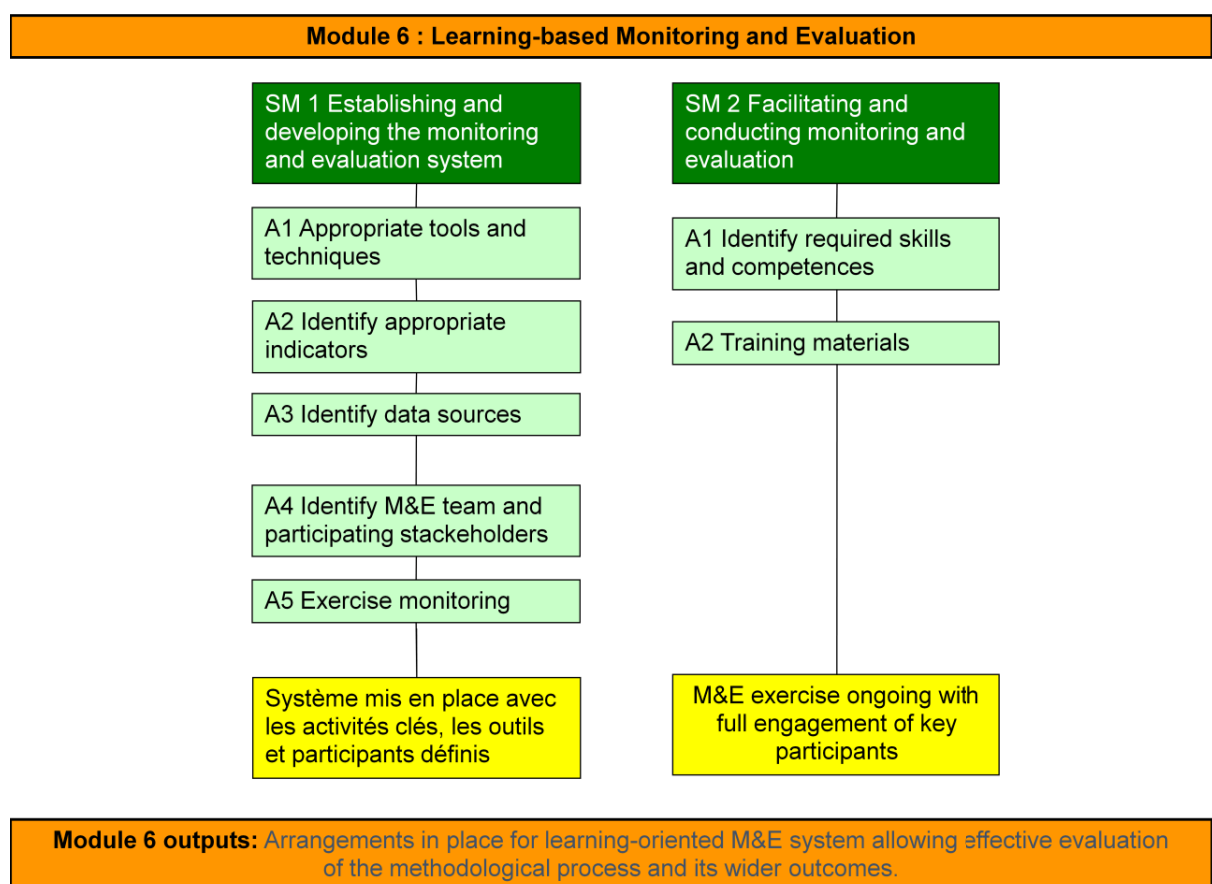 Module 6 : Learning-based Monitoring and Evaluation
SM 1 Establishing and
developing the monitoring
and evaluation system
A1 Appropriate tools and
techniques
A2 Identify appropriate
indicators
A3 Identify data sources
A4 Identify M&E team and
participating stackeholders
A5 Exercise monitoring
Système mis en place avec
les activités clés, les outils
et participants définis
SM 2 Facilitating and
conducting monitoring and
evaluation
A1 Identify required skills
and competences
A2 Training materials
M&E exercise ongoing with
full engagement of key
participants
Module 6 outputs: Arrangements in place for learning-oriented M&E system allowing effective evaluation
of the methodological process and its wider outcomes.